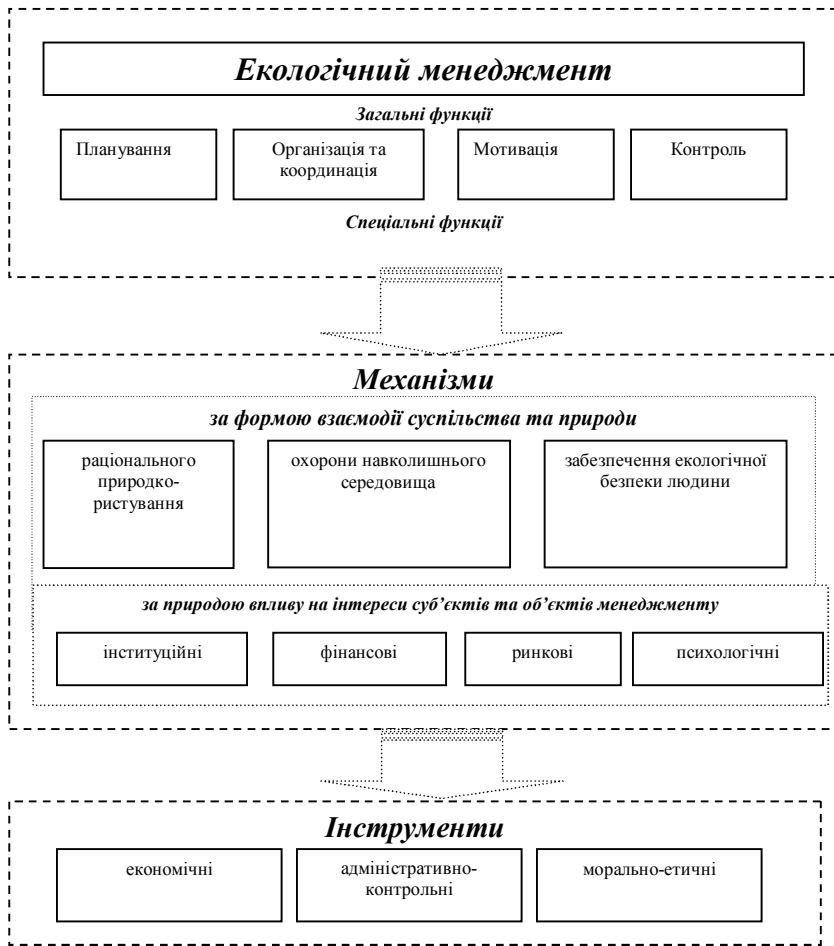 Екологічний менеджмент
Загальні функції
Планування
Організація та
координація
Мотивація
Контроль
Спеціальні функції
Механізми
за формою взаємодії суспільства та природи
раціонального
природко-
ристування
охорони навколишнього
середовища
забезпечення екологічної
безпеки людини
за природою впливу на інтереси суб’єктів та об’єктів менеджменту
інституційні
фінансові
ринкові
психологічні
Інструменти
економічні
адміністративно-
контрольні
морально-етичні